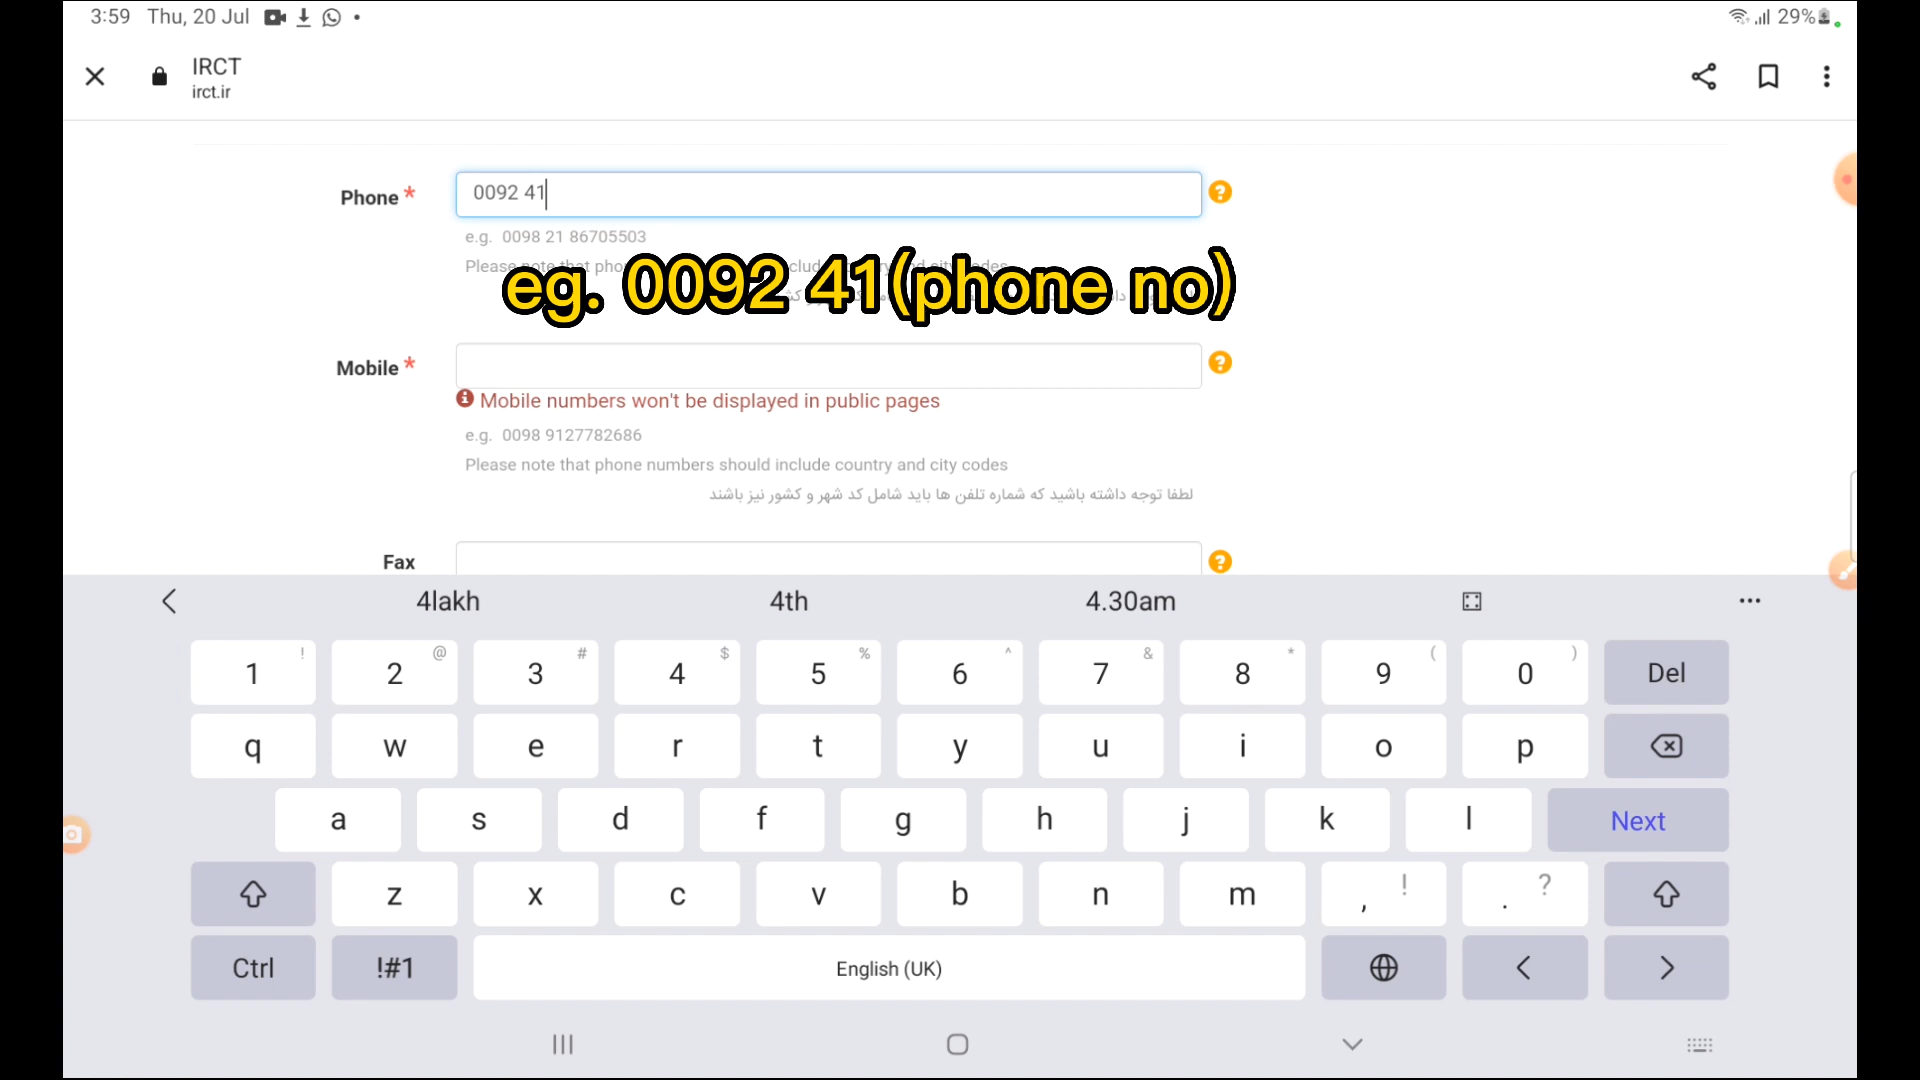 3:59 Thu, 20 Jul
29%
IRCT
irct.ir
Phone *
0092 41
e.g. 0098 21 86705503
Please note that phon
eg. 0092 41(phone no)
Mobile *
Mobile numbers won't be displayed in public pages
e.g. 0098 9127782686
Please note that phone numbers should include country and city codes
لطفا توجه داشته باشید که شماره تلفن ها باید شامل کد شهر و کشور نیز باشند
Fax
4lakh 4th 4.30am
! @ # $ % ^ & * ( )
1 2 3 4 5 6 7 8 9 0 Del
q w e r t y u i o p
a s d f g h j k l Next
z x c v b n m , ! . ?
Ctrl !#1 English (UK)